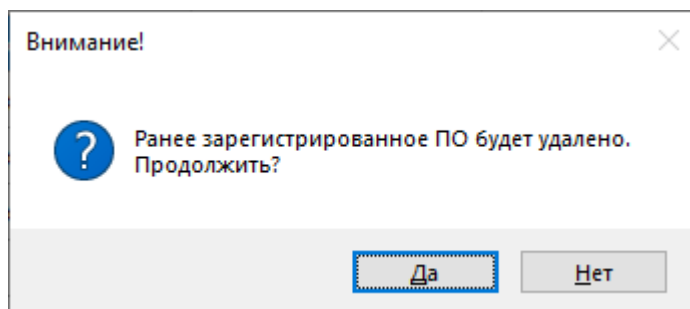 Внимание!
Ранее зарегистрированное ПО будет удалено.
Продолжить?
Да
Нет